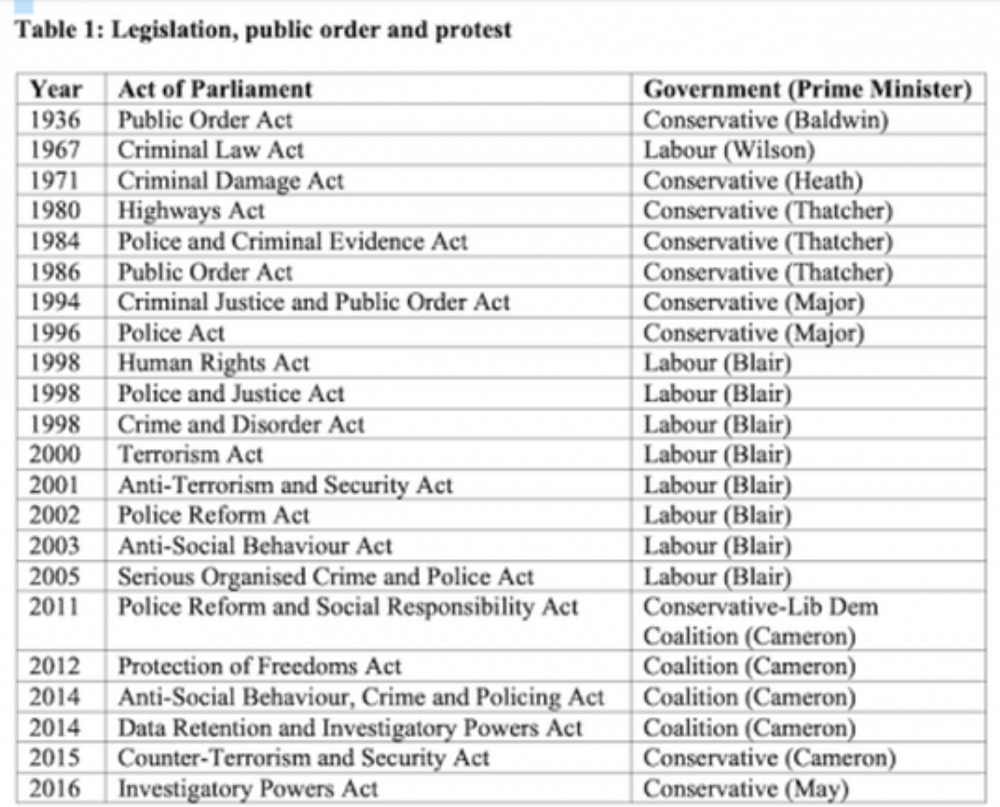 Table 1: Legislation, public order and protest
Year Act of Parliament Government (Prime Minister)
1936 Public Order Act Conservative (Baldwin)
1967 Criminal Law Act Labour (Wilson)
1971 Criminal Damage Act Conservative (Heath)
1980 Highways Act Conservative (Thatcher)
1984 Police and Criminal Evidence Act Conservative (Thatcher)
1986 Public Order Act Conservative (Thatcher)
1994 Criminal Justice and Public Order Act Conservative (Major)
1996 Police Act Conservative (Major)
1998 Human Rights Act Labour (Blair)
1998 Police and Justice Act Labour (Blair)
1998 Crime and Disorder Act Labour (Blair)
2000 Terrorism Act Labour (Blair)
2001 Anti-Terrorism and Security Act Labour (Blair)
2002 Police Reform Act Labour (Blair)
2003 Anti-Social Behaviour Act Labour (Blair)
2005 Serious Organised Crime and Police Act Labour (Blair)
2011 Police Reform and Social Responsibility Act Conservative-Lib Dem
Coalition (Cameron)
2012 Protection of Freedoms Act Coalition (Cameron)
2014 Anti-Social Behaviour, Crime and Policing Act Coalition (Cameron)
2014 Data Retention and Investigatory Powers Act Coalition (Cameron)
2015 Counter-Terrorism and Security Act Conservative (Cameron)
2016 Investigatory Powers Act Conservative (May)